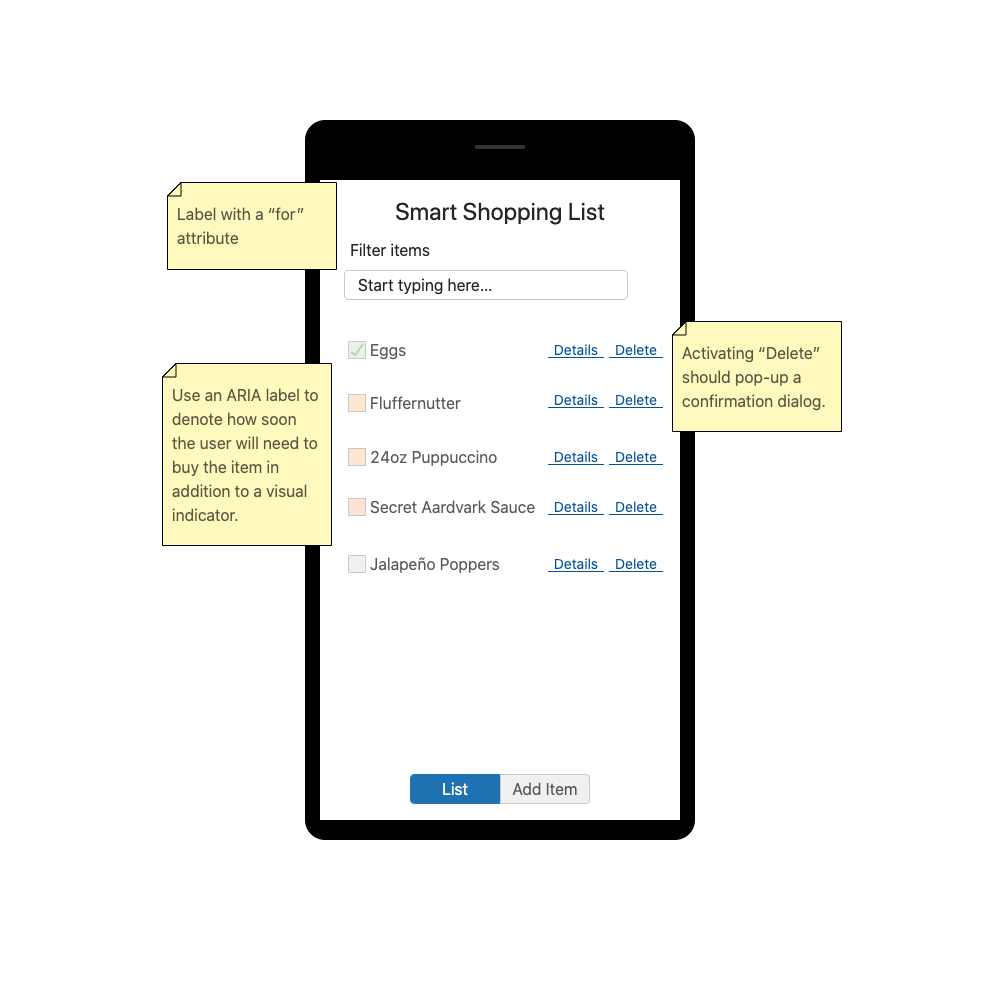 Label with a “for”
attribute
Smart Shopping List
Filter items
Start typing here...
Eggs Details Delete
Fluffernutter Details Delete
24oz Puppuccino Details Delete
Secret Aardvark Sauce Details Delete
Jalapeño Poppers Details Delete
Use an ARIA label to
denote how soon
the user will need to
buy the item in
addition to a visual
indicator.
Activating “Delete”
should pop-up a
confirmation dialog.
List Add Item